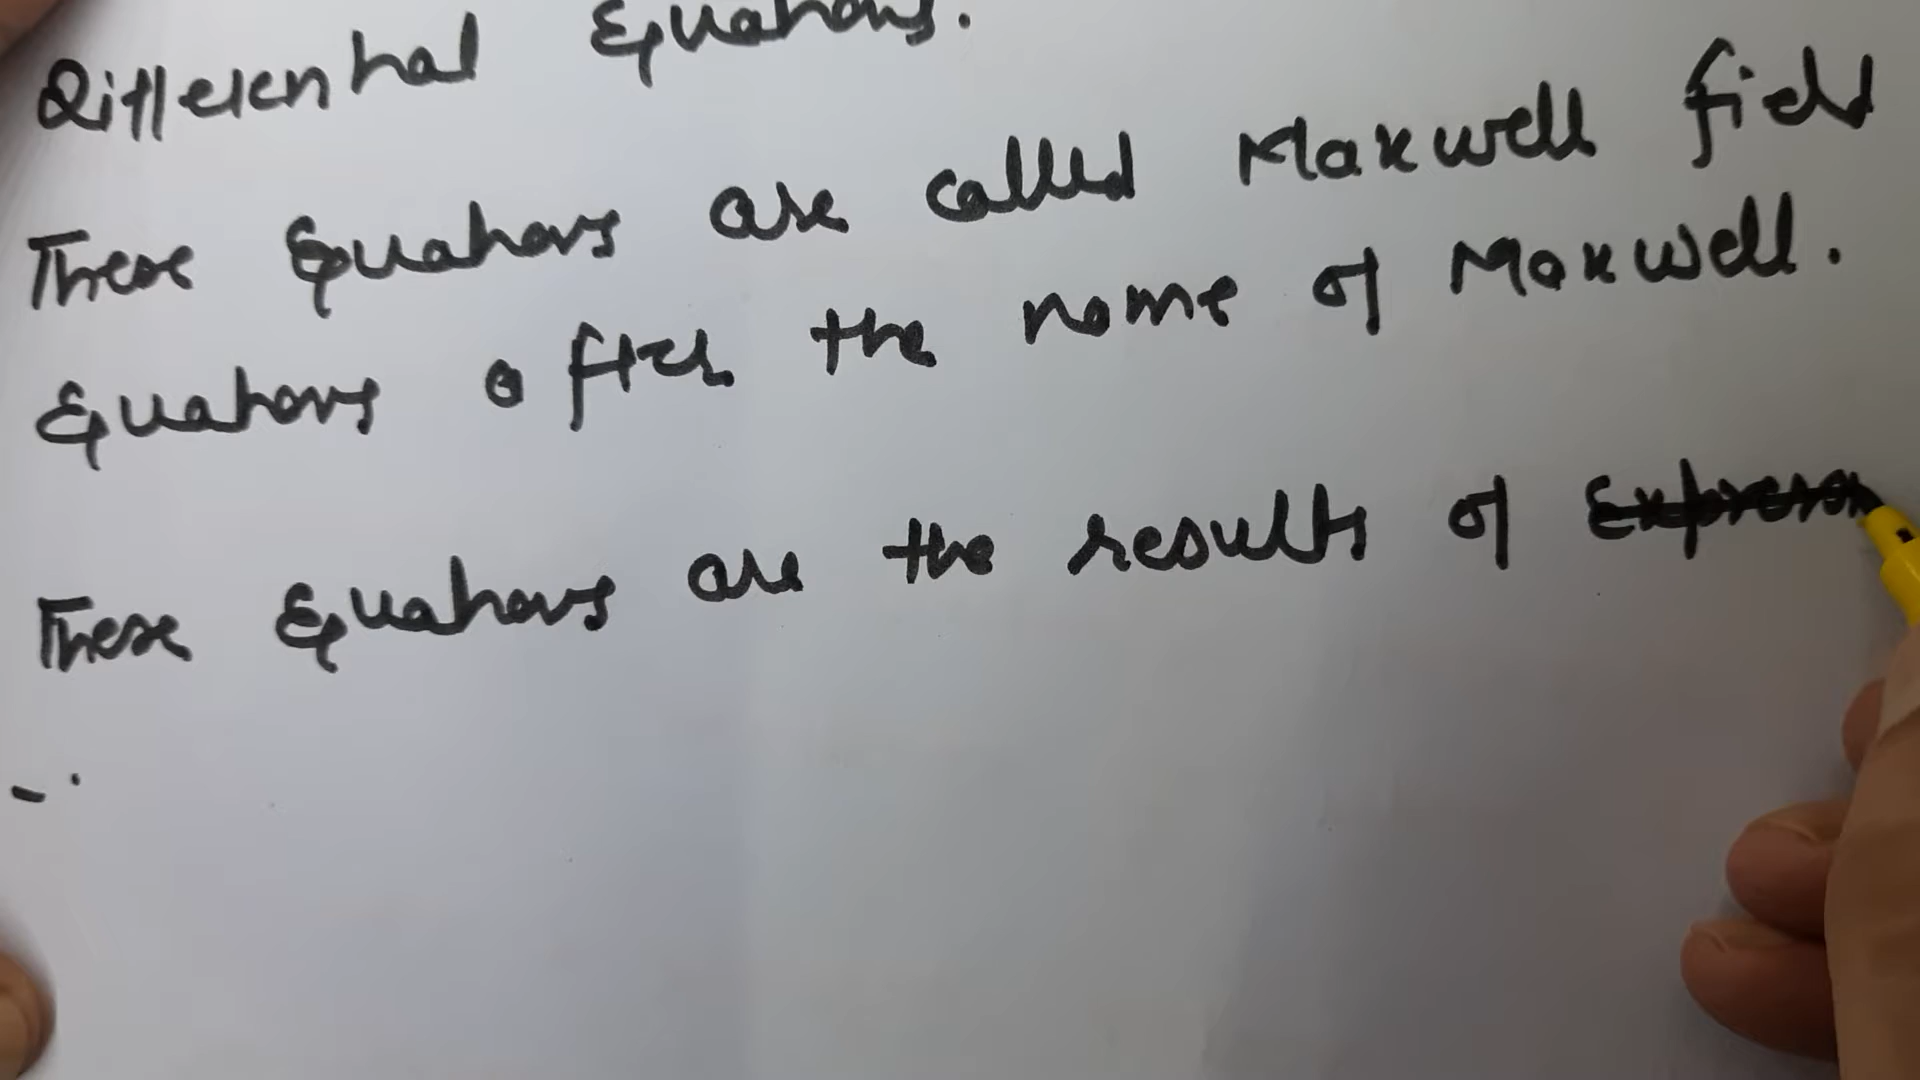 Differential Equations.
These Equations are called Maxwell field
Equations after the name of Maxwell.
These Equations are the results of